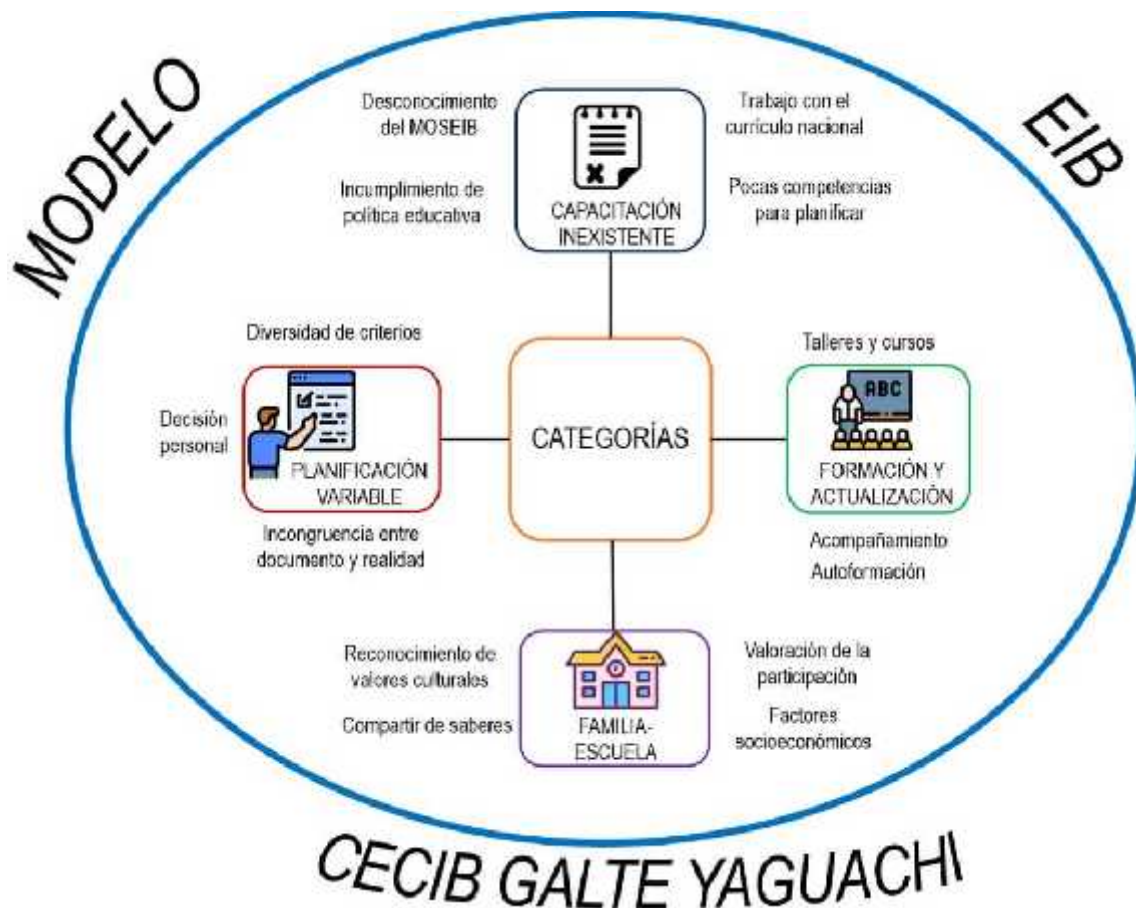 MODELO
EIB
Desconocimiento
del MOSEIB
Incumplimiento de
política educativa
CAPACITACIÓN
INEXISTENTE
Trabajo con el
currículo nacional
Pocas competencias
para planificar
Diversidad de criterios
Decisión
personal
PLANIFICACIÓN
VARIABLE
Incongruencia entre
documento y realidad
CATEGORÍAS
Talleres y cursos
ABC
FORMACIÓN Y
ACTUALIZACIÓN
Acompañamiento
Autoformación
Reconocimiento de
valores culturales
Compartir de saberes
FAMILIA-
ESCUELA
Valoración de la
participación
Factores
socioeconómicos
CECIB GALTE YAGUACHI